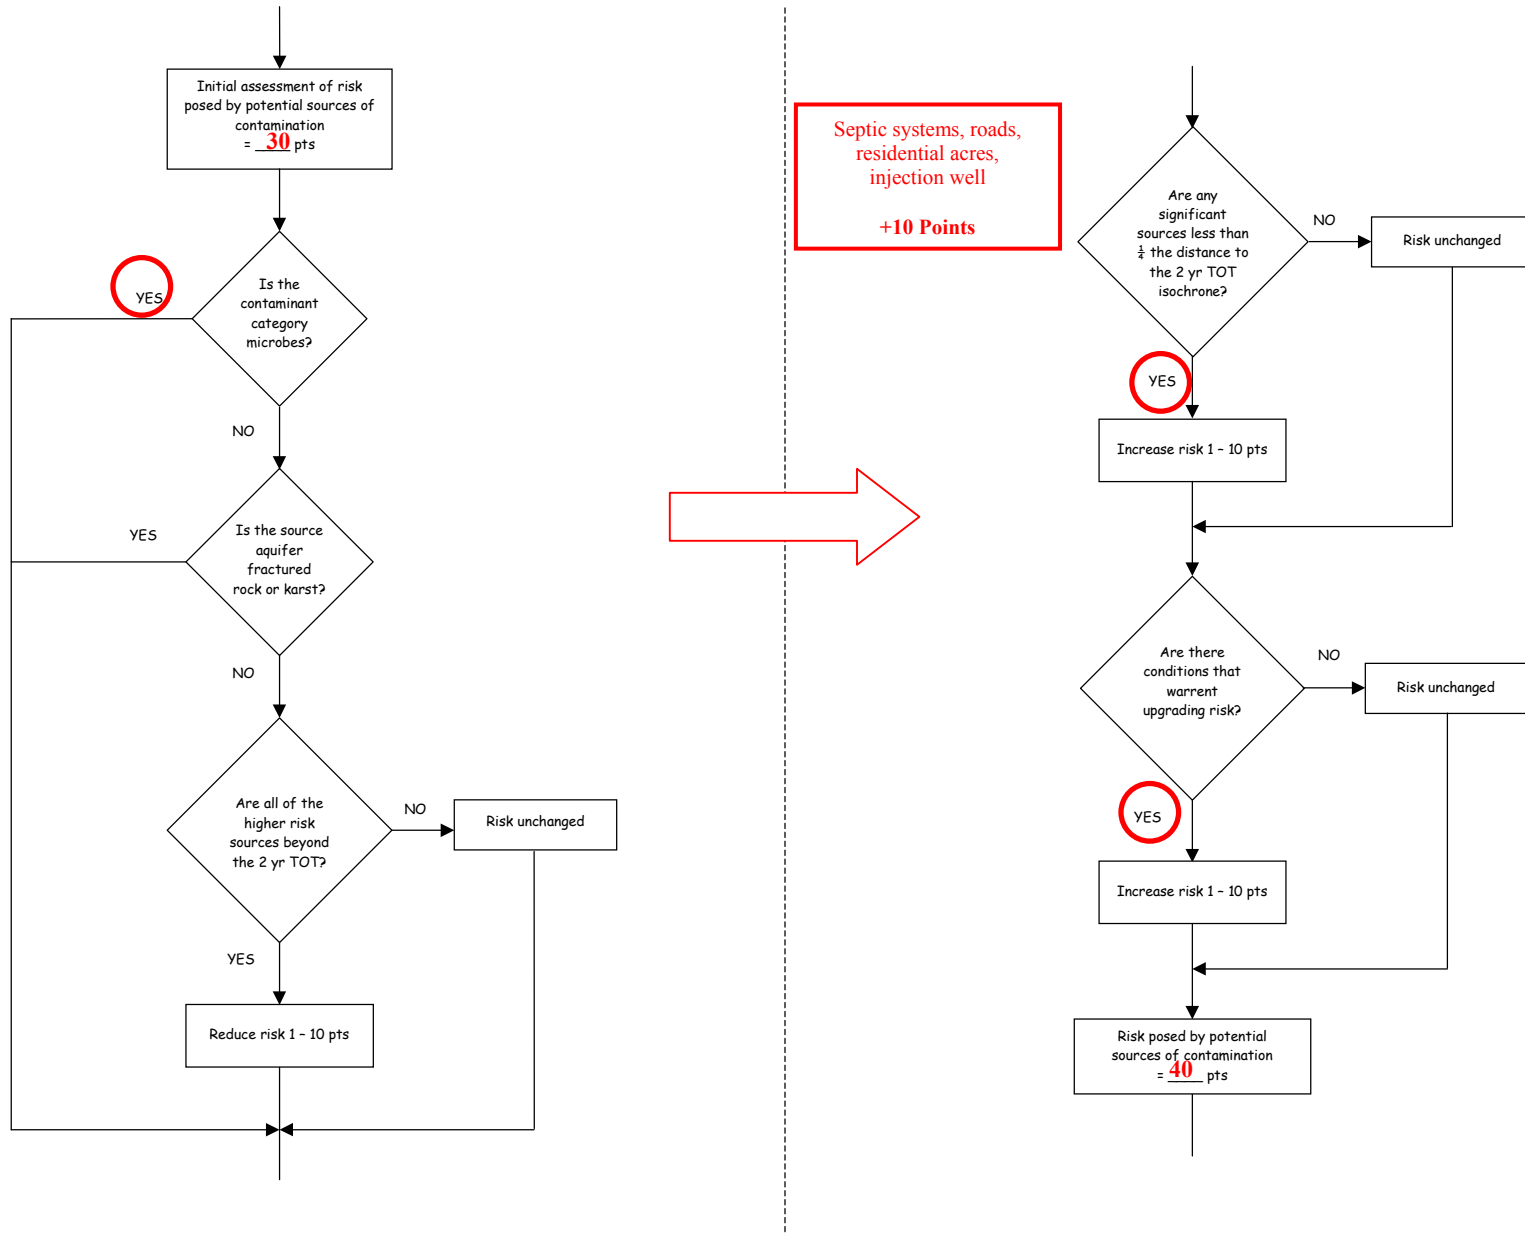 Initial assessment of risk
posed by potential sources of
contamination
= 30 pts
YES
Is the
contaminant
category
microbes?
NO
YES
Is the source
aquifer
fractured
rock or karst?
NO
Are all of the
higher risk
sources beyond
the 2 yr TOT?
NO
Risk unchanged
YES
Reduce risk 1 – 10 pts
Septic systems, roads,
residential acres,
injection well
+10 Points
Are any
significant
sources less than
¼ the distance to
the 2 yr TOT
isochrone?
NO
Risk unchanged
YES
Increase risk 1 – 10 pts
Are there
conditions that
warrent
upgrading risk?
NO
Risk unchanged
YES
Increase risk 1 – 10 pts
Risk posed by potential
sources of contamination
= 40 pts